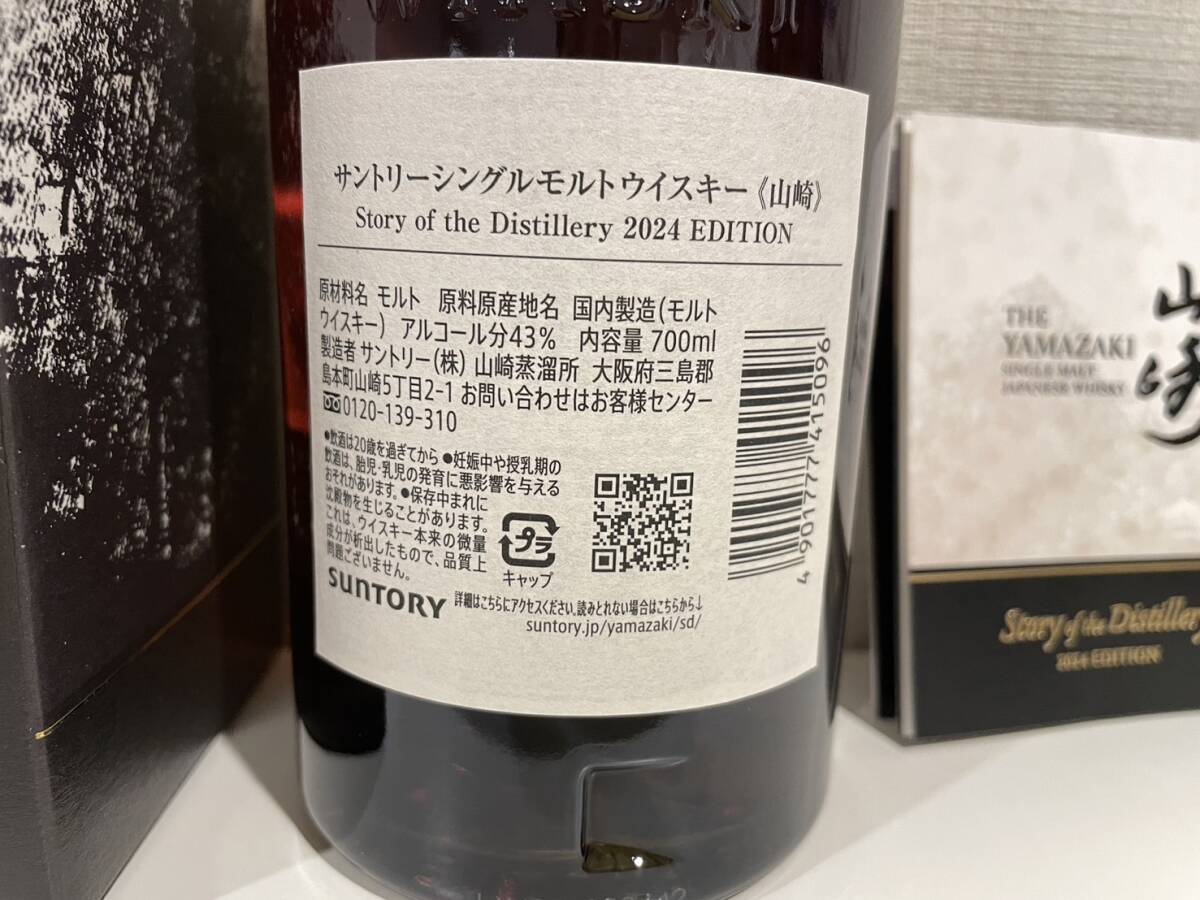 WHISKY
サントリーシングルモルトウイスキー《山崎》
Story of the Distillery 2024 EDITION
原材料名 モルト 原料原産地名 国内製造(モルト
ウイスキー) アルコール分43% 内容量 700ml
製造者 サントリー(株) 山崎蒸溜所 大阪府三島郡
島本町山崎5丁目2-1 お問い合わせはお客様センター
0120-139-310
●飲酒は20歳を過ぎてから ●妊娠中や授乳期の
飲酒は、胎児・乳児の発育に悪影響を与える
おそれがあります。●保存中まれに
沈殿物を生じることがあります。
これは、ウイスキー本来の微量
成分が析出したもので、品質上
問題ございません。
プラ
キャップ
SUNTORY
詳細はこちらにアクセスください。読みとれない場合はこちらから↓
suntory.jp/yamazaki/sd/
4 901777 415096
THE
YAMAZAKI
SINGLE MALT
JAPANESE WHISKY
山崎
Story of the Distillery
2024 EDITION